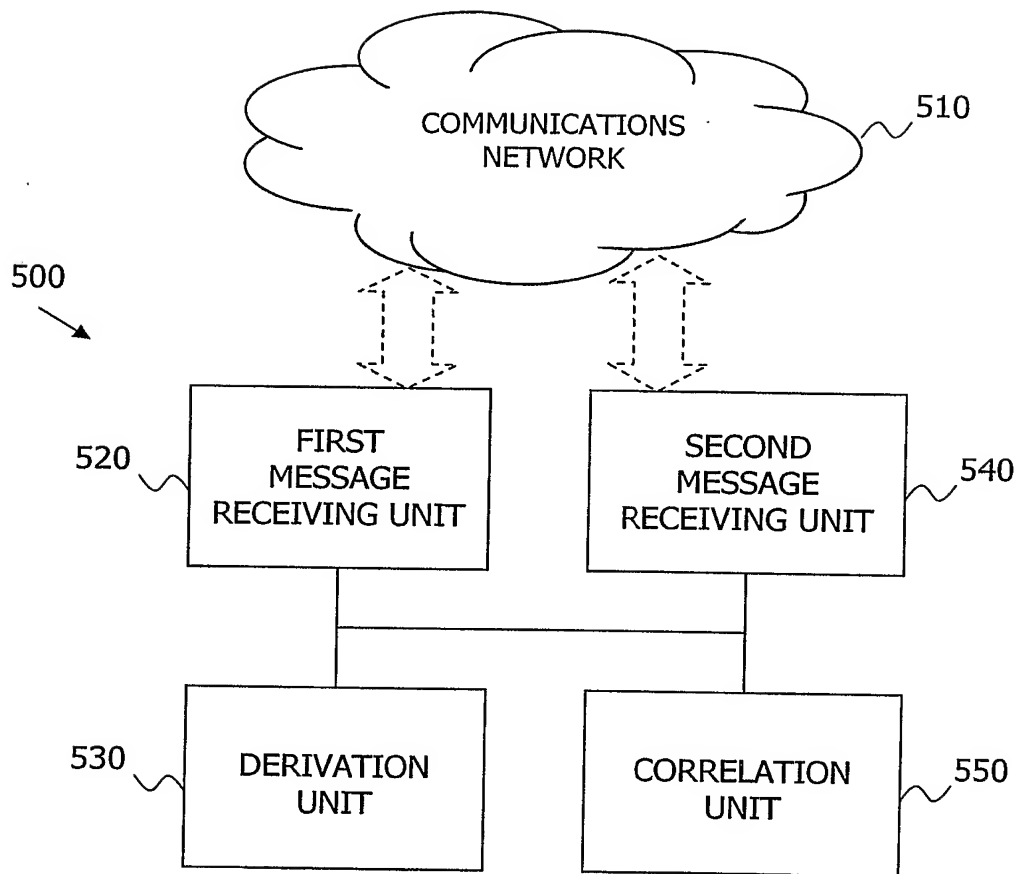 COMMUNICATIONS
NETWORK
510
500
FIRST
MESSAGE
RECEIVING UNIT
520
SECOND
MESSAGE
RECEIVING UNIT
540
DERIVATION
UNIT
530
CORRELATION
UNIT
550